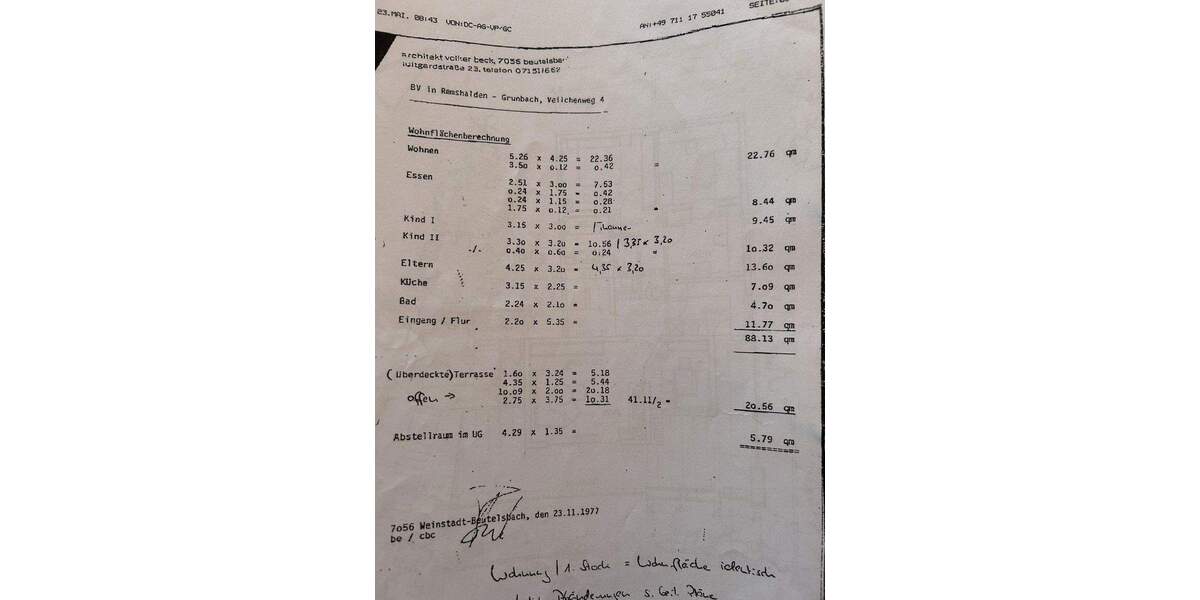 23.MAI. 08:43 VON:DC-AG-VP/GC AN:+49 711 17 55041 SEITE:
architekt volker beck, 7056 beutelsbach
luitgardstraße 23, telefon 07151/
BV in Remshalden - Grunbach, Veilchenweg 4
Wohnflächenberechnung
Wohnen
5.26 x 4.25 = 22.36
3.50 x 0.12 = 0.42 = 22.76 qm
Essen
2.51 x 3.00 = 7.53
0.24 x 1.75 = 0.42
0.24 x 1.15 = 0.28
1.75 x 0.12 = 0.21 = 8.44 qm
Kind I 3.15 x 3.00 = 9.45 qm
Kind II 3.30 x 3.20 = 10.56 / 3,35 x 3,20
-/- 0.40 x 0.60 = 0.24 = 10.32 qm
Eltern 4.25 x 3.20 = 4,35 x 3,20 13.60 qm
Küche 3.15 x 2.25 = 7.09 qm
Bad 2.24 x 2.10 = 4.70 qm
Eingang / Flur 2.20 x 5.35 = 11.77 qm
88.13 qm
(Überdeckte) Terrasse 1.60 x 3.24 = 5.18
4.35 x 1.25 = 5.44
offen → 10.09 x 2.00 = 20.18
2.75 x 3.75 = 10.31 41.11/2 = 20.56 qm
Abstellraum im UG 4.29 x 1.35 = 5.79 qm
7056 Weinstadt-Beutelsbach, den 23.11.1977
be / cbc
Wohnung / 1. Stock = Wohnfläche identisch
s. beil. Pläne